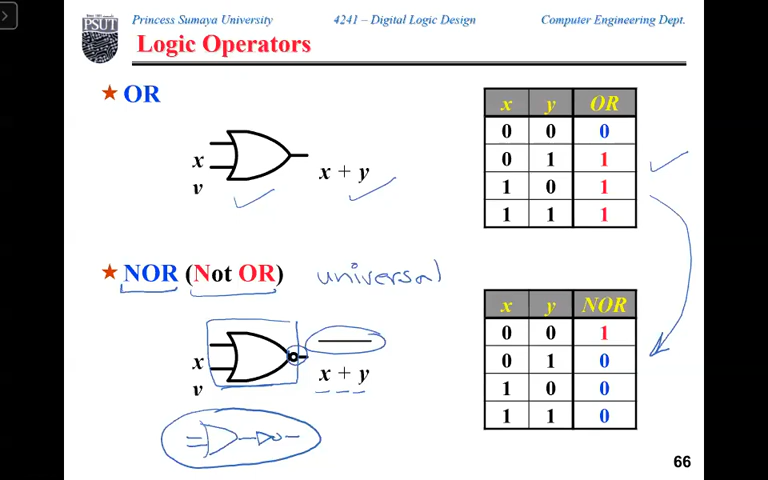 Princess Sumaya University 4241 – Digital Logic Design Computer Engineering Dept.
PSUT
Logic Operators
OR
x
v
x + y
x y OR
0 0 0
0 1 1
1 0 1
1 1 1
NOR (Not OR) universal
x
v
x + y
x y NOR
0 0 1
0 1 0
1 0 0
1 1 0
66